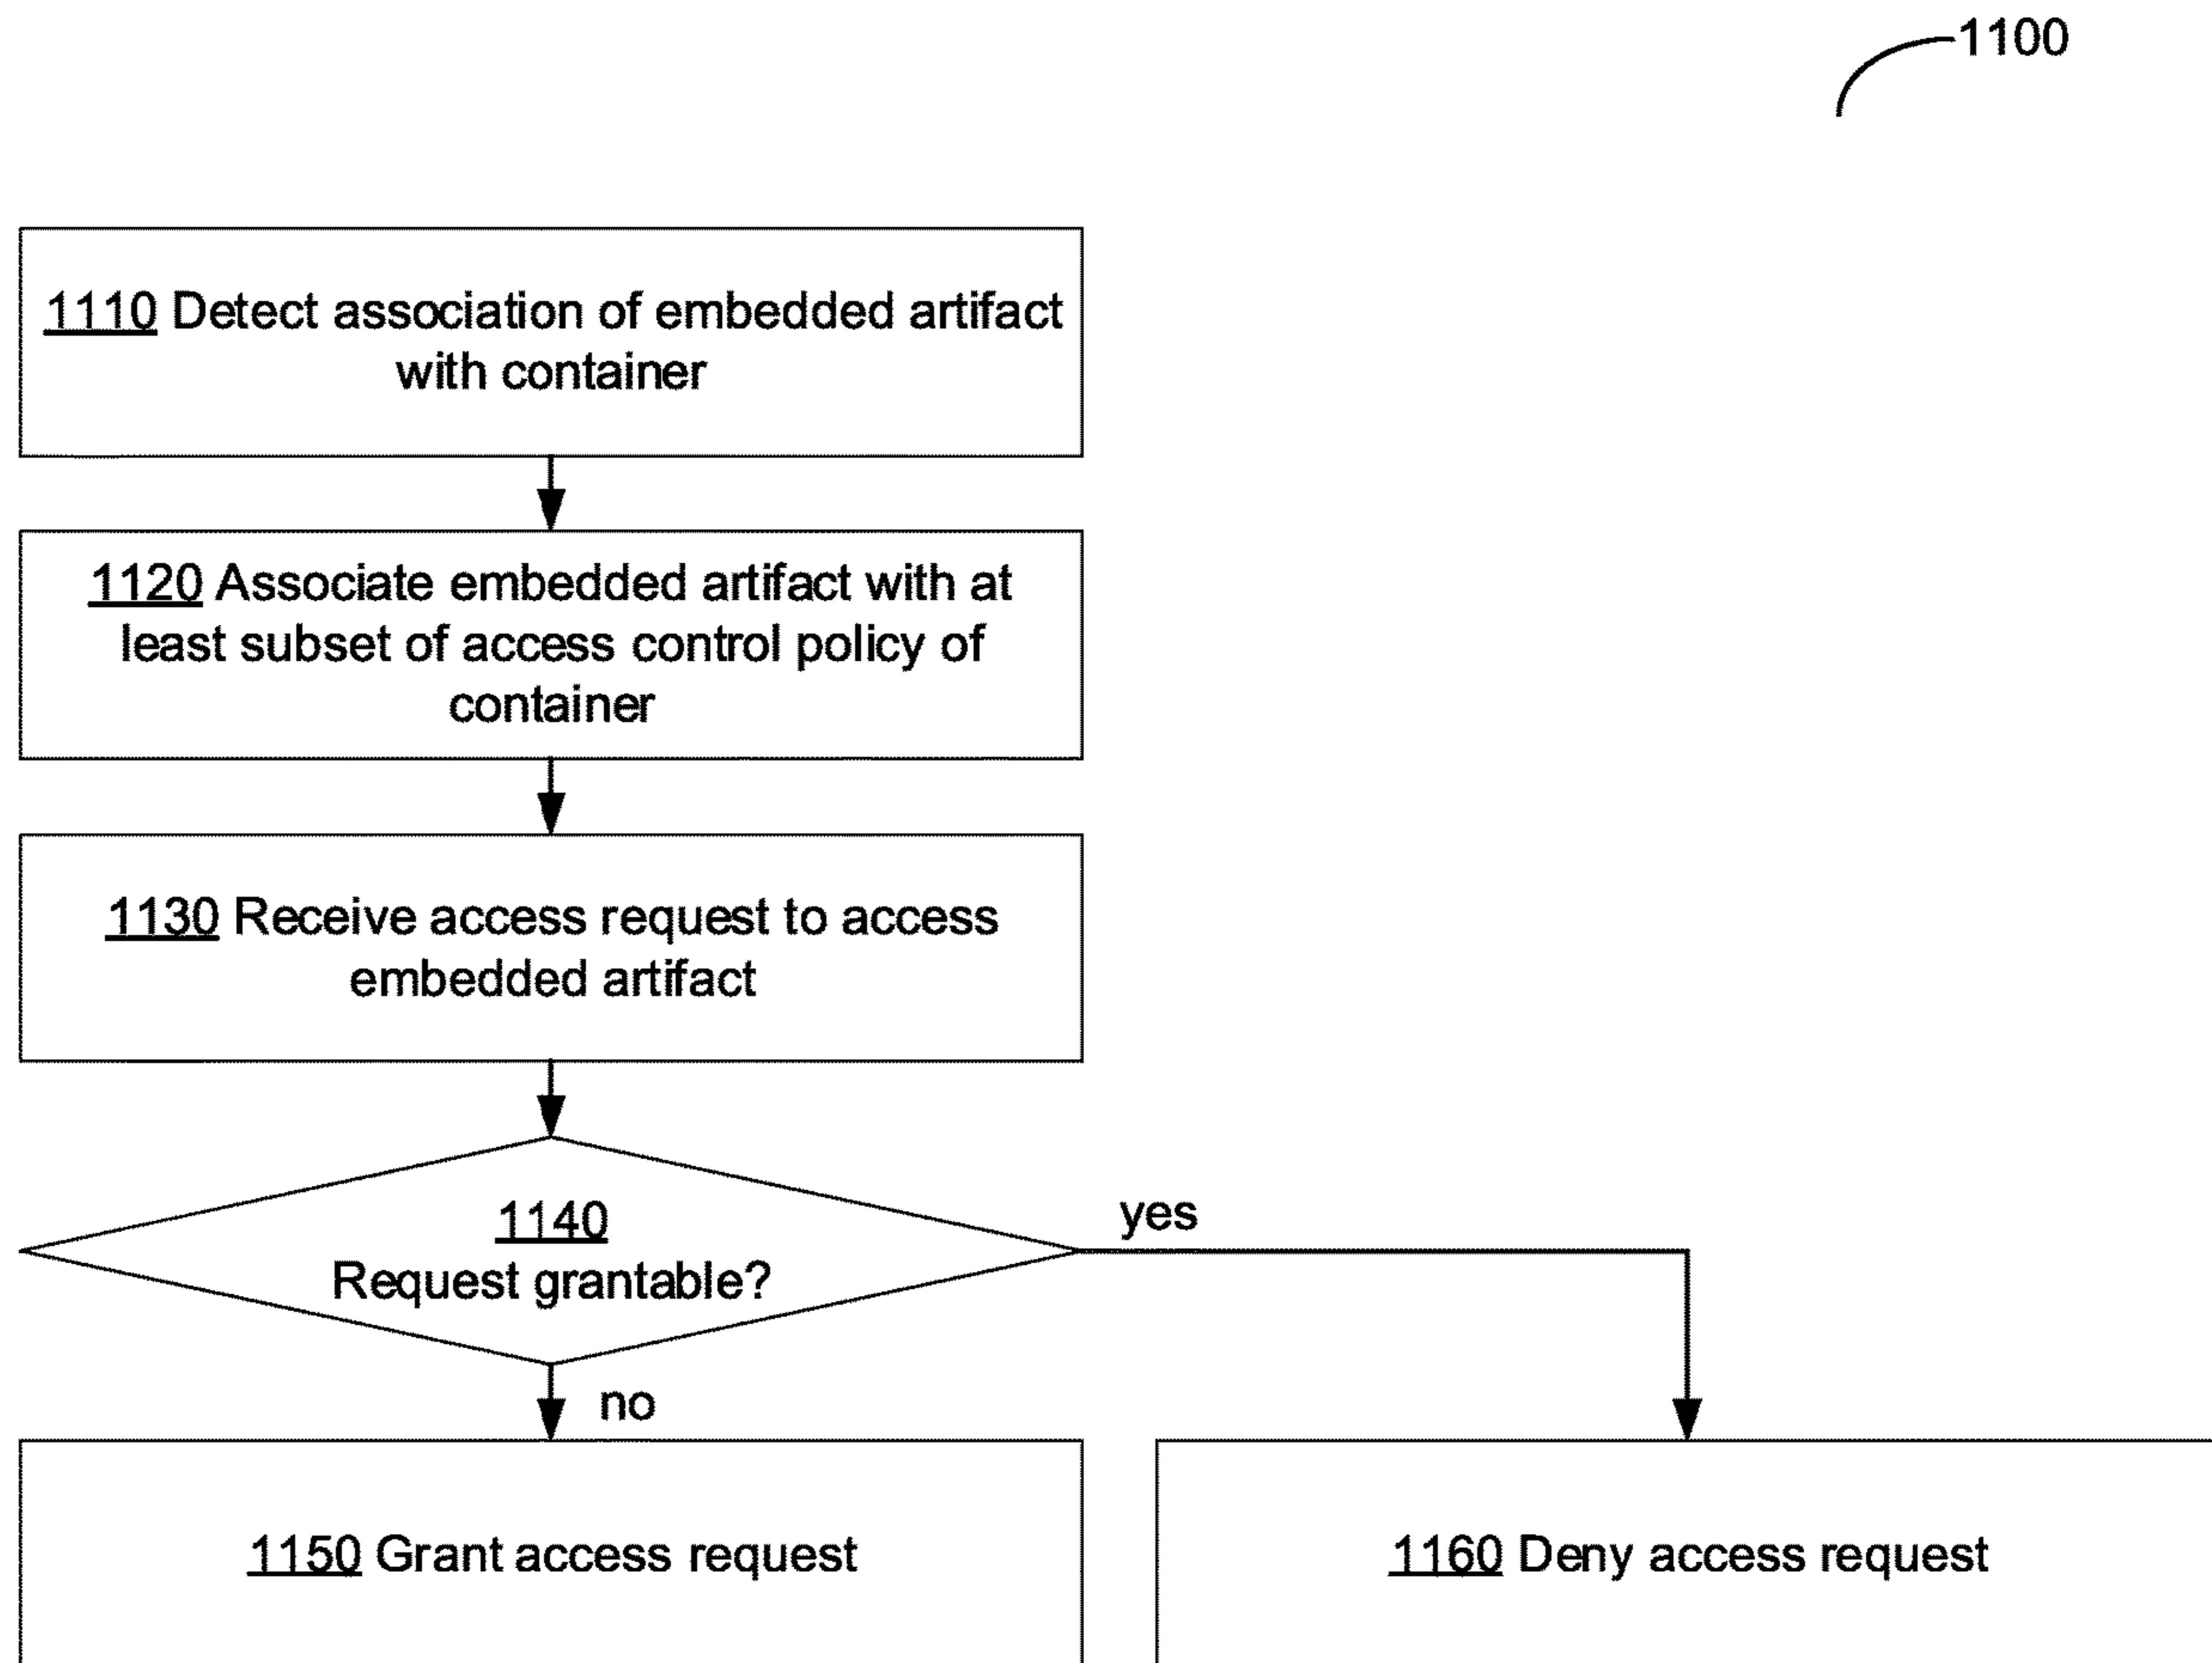 1100
1110 Detect association of embedded artifact
with container
1120 Associate embedded artifact with at
least subset of access control policy of
container
1130 Receive access request to access
embedded artifact
1140
Request grantable?
yes
no
1150 Grant access request
1160 Deny access request